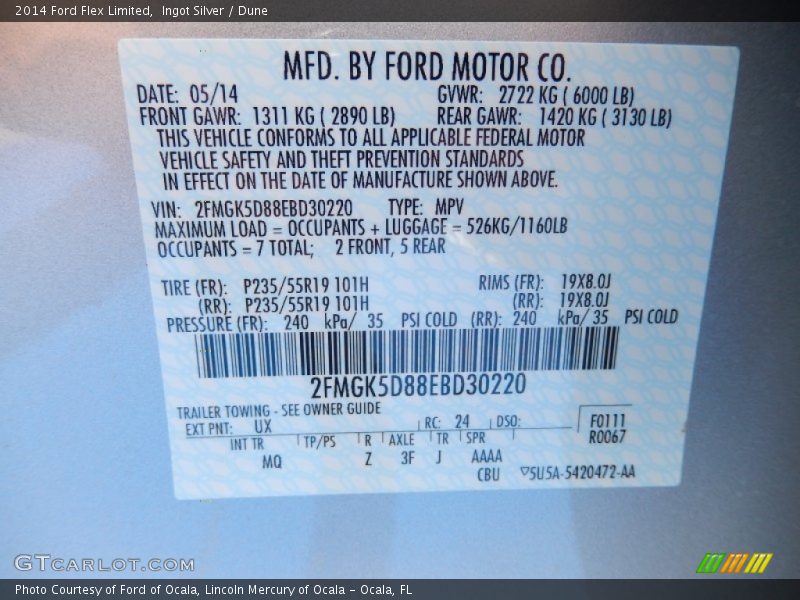 2014 Ford Flex Limited, Ingot Silver / Dune
MFD. BY FORD MOTOR CO.
DATE: 05/14 GVWR: 2722 KG ( 6000 LB)
FRONT GAWR: 1311 KG ( 2890 LB) REAR GAWR: 1420 KG ( 3130 LB)
THIS VEHICLE CONFORMS TO ALL APPLICABLE FEDERAL MOTOR
VEHICLE SAFETY AND THEFT PREVENTION STANDARDS
IN EFFECT ON THE DATE OF MANUFACTURE SHOWN ABOVE.
VIN: 2FMGK5D88EBD30220 TYPE: MPV
MAXIMUM LOAD = OCCUPANTS + LUGGAGE = 526KG/1160LB
OCCUPANTS = 7 TOTAL; 2 FRONT, 5 REAR
TIRE (FR): P235/55R19 101H RIMS (FR): 19X8.0J
(RR): P235/55R19 101H (RR): 19X8.0J
PRESSURE (FR): 240 kPa/ 35 PSI COLD (RR): 240 kPa/ 35 PSI COLD
2FMGK5D88EBD30220
TRAILER TOWING - SEE OWNER GUIDE
EXT PNT: UX RC: 24 DSO: F0111
INT TR TP/PS R AXLE TR SPR R0067
MQ Z 3F J AAAA
CBU ▽5U5A-5420472-AA
GTCARLOT.COM
Photo Courtesy of Ford of Ocala, Lincoln Mercury of Ocala – Ocala, FL